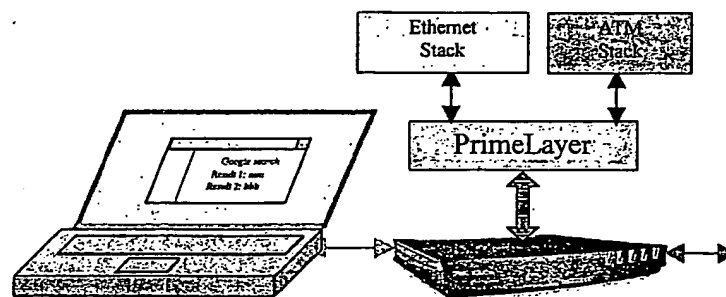 Ethernet
Stack
ATM
Stack
PrimeLayer
Google search
Result 1: aaa
Result 2: bbb